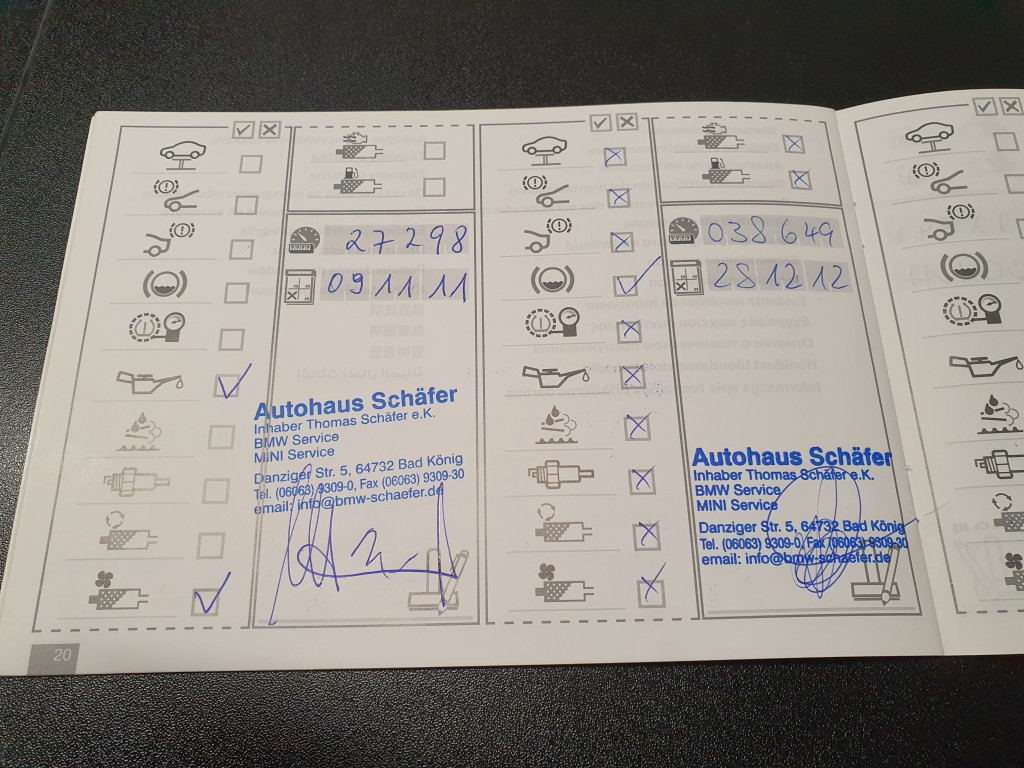 27298
091111
Autohaus Schäfer
Inhaber Thomas Schäfer e.K.
BMW Service
MINI Service
Danziger Str. 5, 64732 Bad König
Tel. (06063) 9309-0, Fax (06063) 9309-30
email: info@bmw-schaefer.de
20
038649
281212
Autohaus Schäfer
Inhaber Thomas Schäfer e.K.
BMW Service
MINI Service
Danziger Str. 5, 64732 Bad König
Tel. (06063) 9309-0, Fax (06063) 9309-30
email: info@bmw-schaefer.de